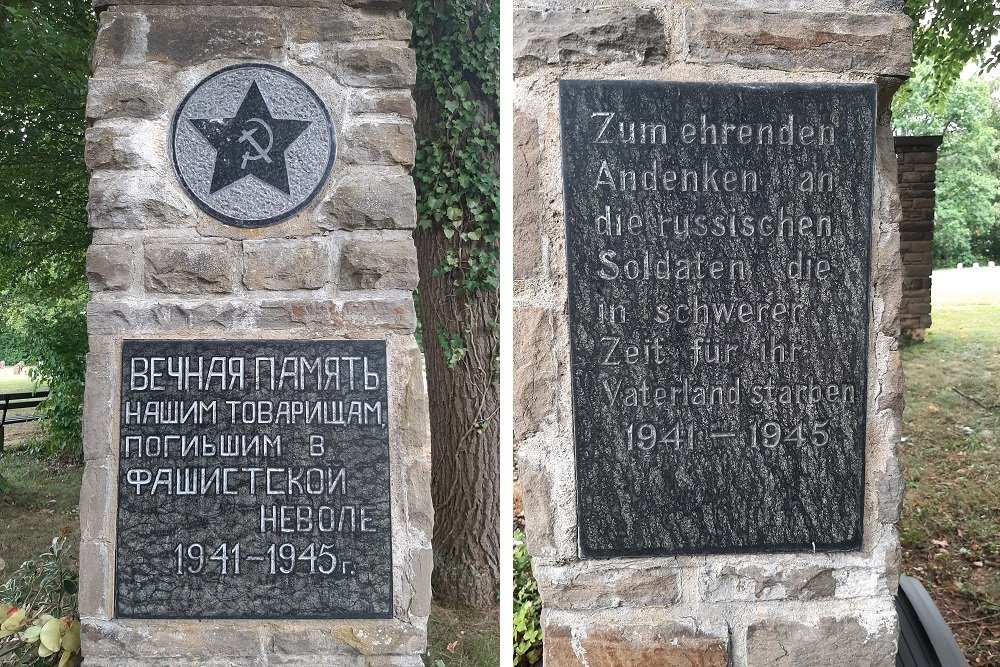 ВЕЧНАЯ ПАМЯТЬ
НАШИМ ТОВАРИЩАМ,
ПОГИЬШИМ В
ФАШИСТСКОЙ
НЕВОЛЕ
1941–1945 г.
Zum ehrenden
Andenken an
die russischen
Soldaten die
in schwerer
Zeit für ihr
Vaterland starben
1941 – 1945